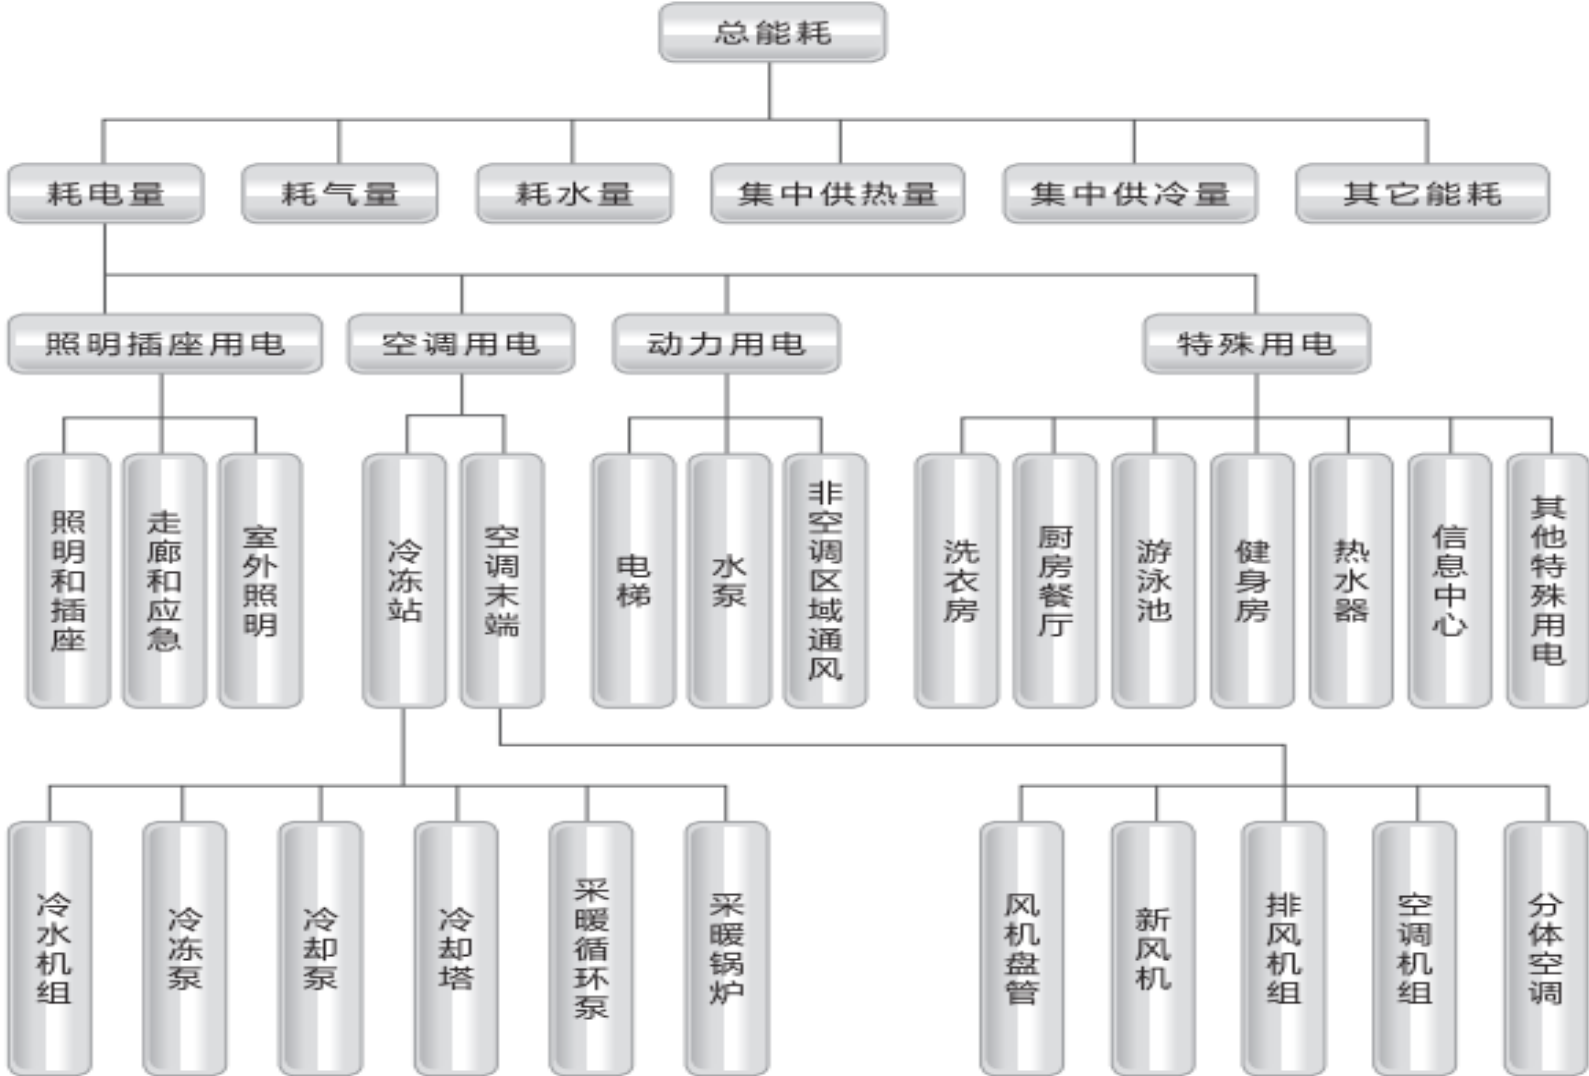 总能耗
耗电量
耗气量
耗水量
集中供热量
集中供冷量
其它能耗
照明插座用电
空调用电
动力用电
特殊用电
照明和插座
走廊和应急
室外照明
冷冻站
空调末端
电梯
水泵
非空调区域通风
洗衣房
厨房餐厅
游泳池
健身房
热水器
信息中心
其他特殊用电
冷水机组
冷冻泵
冷却泵
冷却塔
采暖循环泵
采暖锅炉
风机盘管
新风机
排风机组
空调机组
分体空调